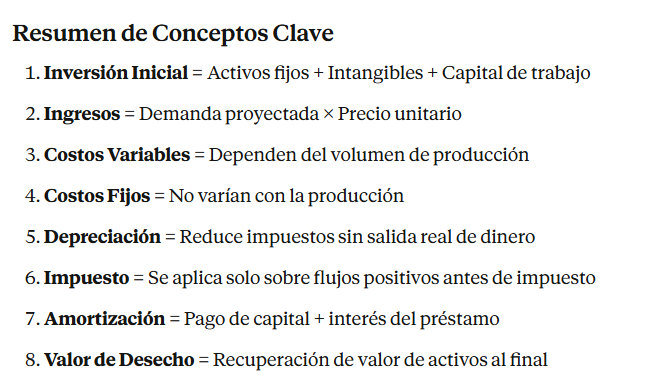 Resumen de Conceptos Clave
1. Inversión Inicial = Activos fijos + Intangibles + Capital de trabajo
2. Ingresos = Demanda proyectada × Precio unitario
3. Costos Variables = Dependen del volumen de producción
4. Costos Fijos = No varían con la producción
5. Depreciación = Reduce impuestos sin salida real de dinero
6. Impuesto = Se aplica solo sobre flujos positivos antes de impuesto
7. Amortización = Pago de capital + interés del préstamo
8. Valor de Desecho = Recuperación de valor de activos al final